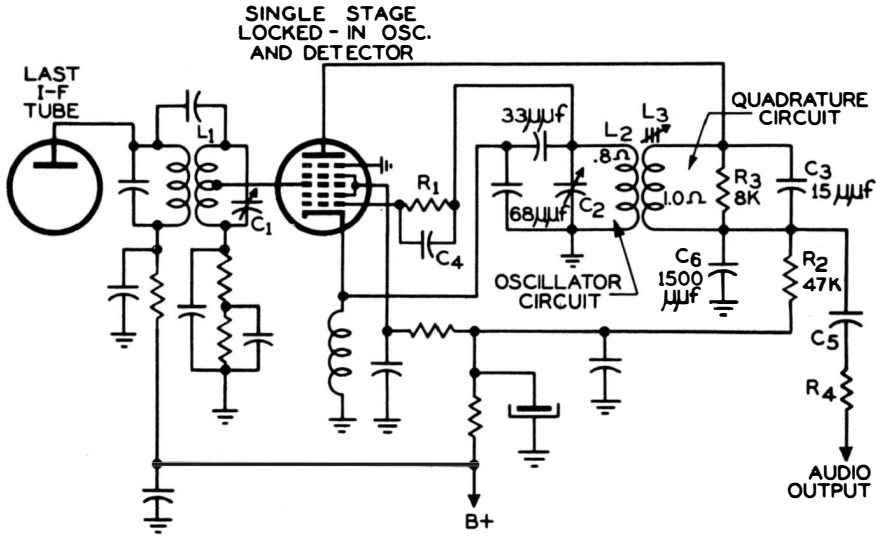 SINGLE STAGE
LOCKED-IN OSC.
AND DETECTOR
LAST
I-F
TUBE
L1
C1
R1
C4
33μμf
68μμf
C2
L2
.8Ω
L3
1.0Ω
QUADRATURE
CIRCUIT
R3
8K
C3
15μμf
OSCILLATOR
CIRCUIT
C6
1500
μμf
R2
47K
C5
R4
AUDIO
OUTPUT
B+